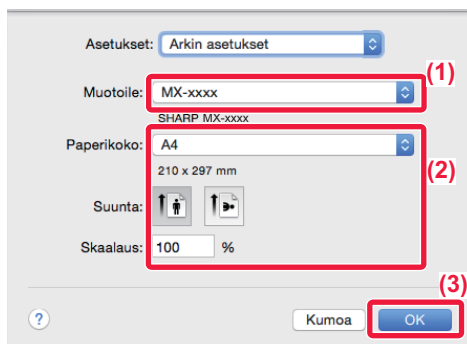 Asetukset: Arkin asetukset
(1)
Muotoile: MX-xxxx
SHARP MX-xxxx
Paperikoko: A4
210 x 297 mm
(2)
Suunta:
Skaalaus: 100 %
(3)
? Kumoa OK